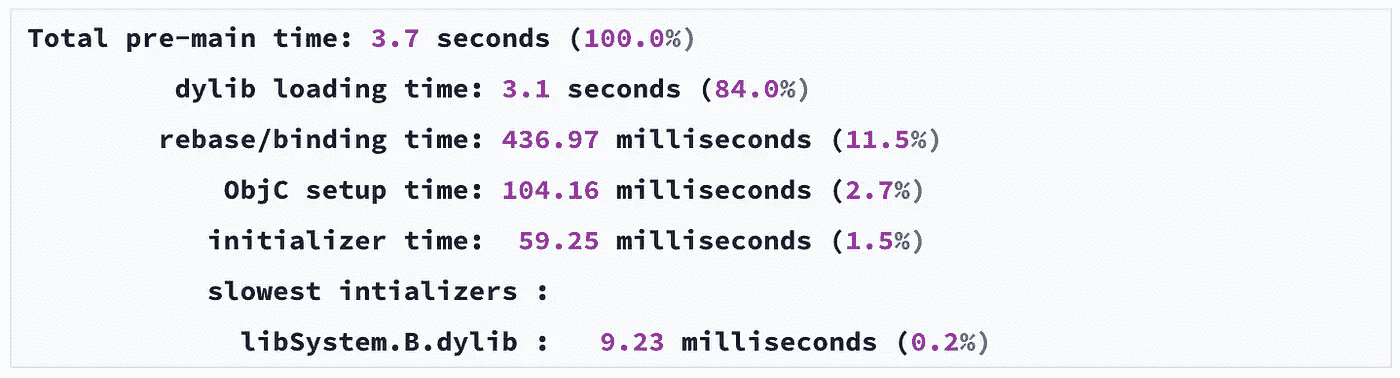 Total pre-main time: 3.7 seconds (100.0%)
dylib loading time: 3.1 seconds (84.0%)
rebase/binding time: 436.97 milliseconds (11.5%)
ObjC setup time: 104.16 milliseconds (2.7%)
initializer time: 59.25 milliseconds (1.5%)
slowest intializers :
libSystem.B.dylib : 9.23 milliseconds (0.2%)